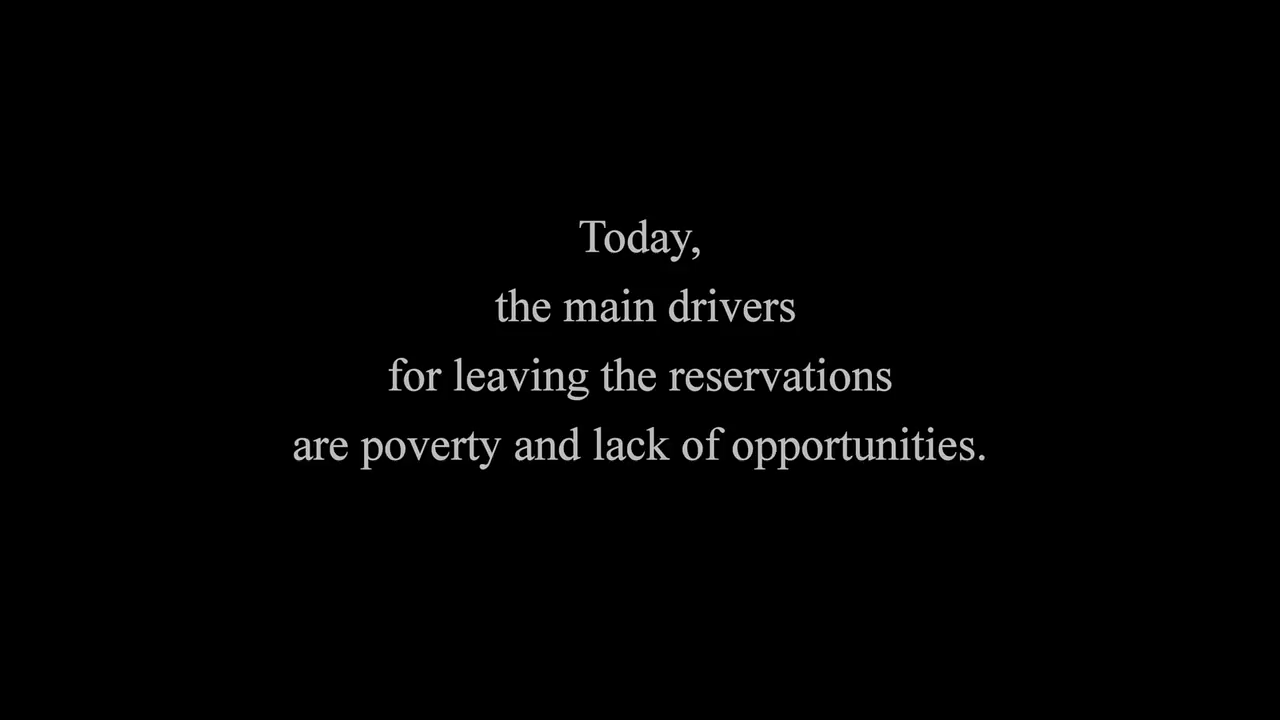 Today,
the main drivers
for leaving the reservations
are poverty and lack of opportunities.